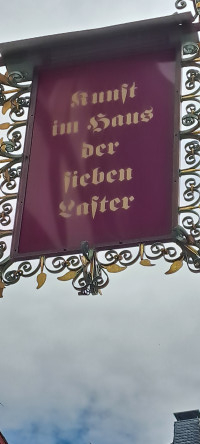 Kunst
im Haus
der
sieben
Laster